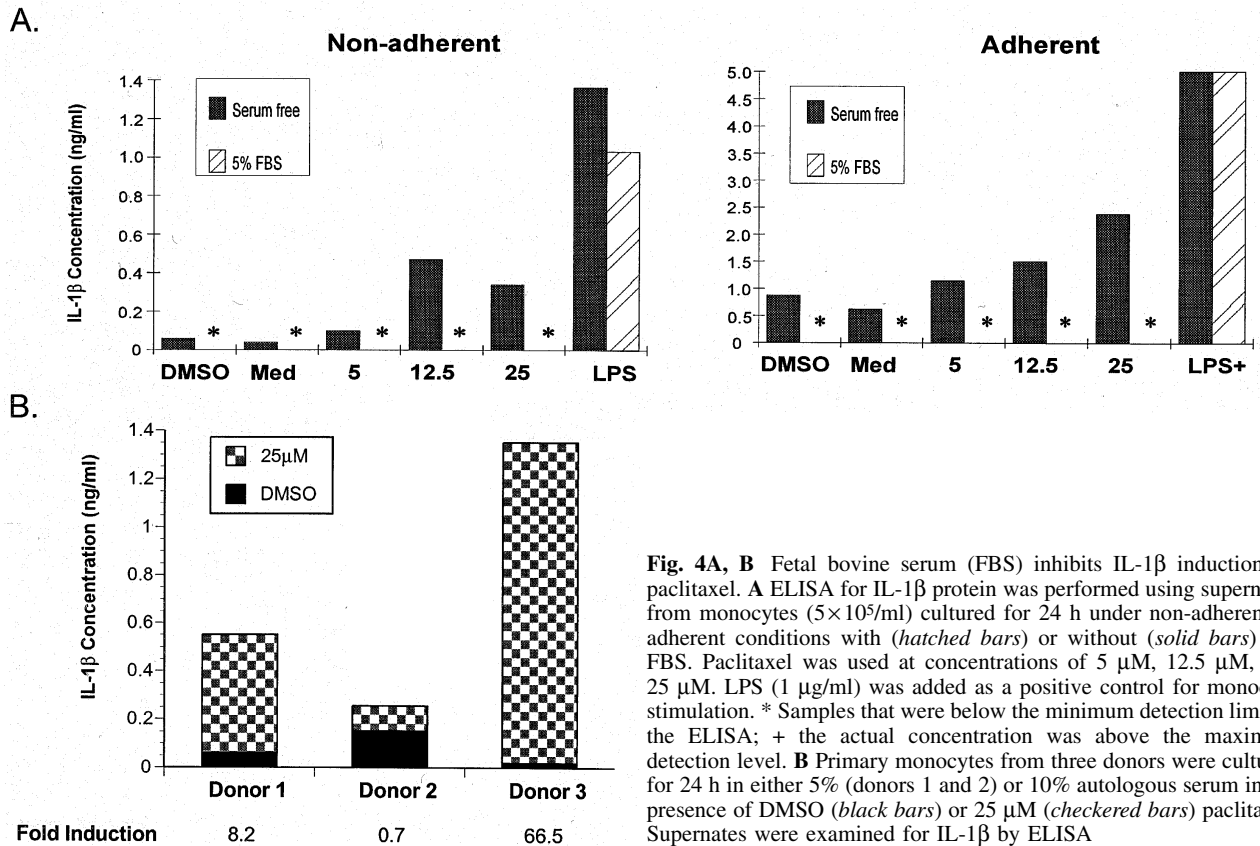 A.
Non-adherent
IL-1β Concentration (ng/ml)
1.4
1.2
1.0
0.8
0.6
0.4
0.2
0
Serum free
5% FBS
* * * * *
DMSO Med 5 12.5 25 LPS
Adherent
5.0
4.5
4.0
3.5
3.0
2.5
2.0
1.5
1.0
0.5
0
Serum free
5% FBS
* * * * *
DMSO Med 5 12.5 25 LPS+
B.
IL-1β Concentration (ng/ml)
1.4
1.2
1
0.8
0.6
0.4
0.2
0
25μM
DMSO
Donor 1 Donor 2 Donor 3
Fold Induction 8.2 0.7 66.5
Fig. 4A, B Fetal bovine serum (FBS) inhibits IL-1β induction
paclitaxel. A ELISA for IL-1β protein was performed using supern
from monocytes (5×10⁵/ml) cultured for 24 h under non-adheren
adherent conditions with (hatched bars) or without (solid bars)
FBS. Paclitaxel was used at concentrations of 5 μM, 12.5 μM,
25 μM. LPS (1 μg/ml) was added as a positive control for mono
stimulation. * Samples that were below the minimum detection lim
the ELISA; + the actual concentration was above the maxim
detection level. B Primary monocytes from three donors were cultu
for 24 h in either 5% (donors 1 and 2) or 10% autologous serum in
presence of DMSO (black bars) or 25 μM (checkered bars) paclita
Supernates were examined for IL-1β by ELISA